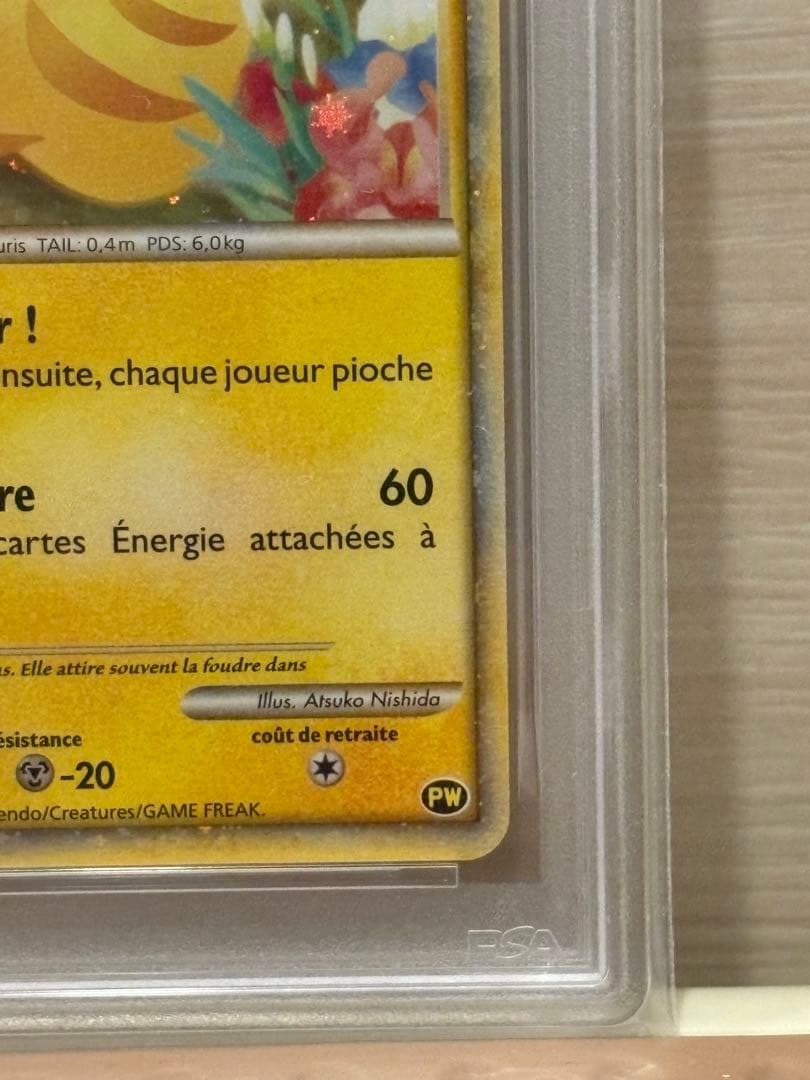 uris TAIL: 0,4m PDS: 6,0kg
r !
nsuite, chaque joueur pioche
re 60
cartes Énergie attachées à
s. Elle attire souvent la foudre dans
Illus. Atsuko Nishida
ésistance coût de retraite
-20
endo/Creatures/GAME FREAK.
PW
PSA